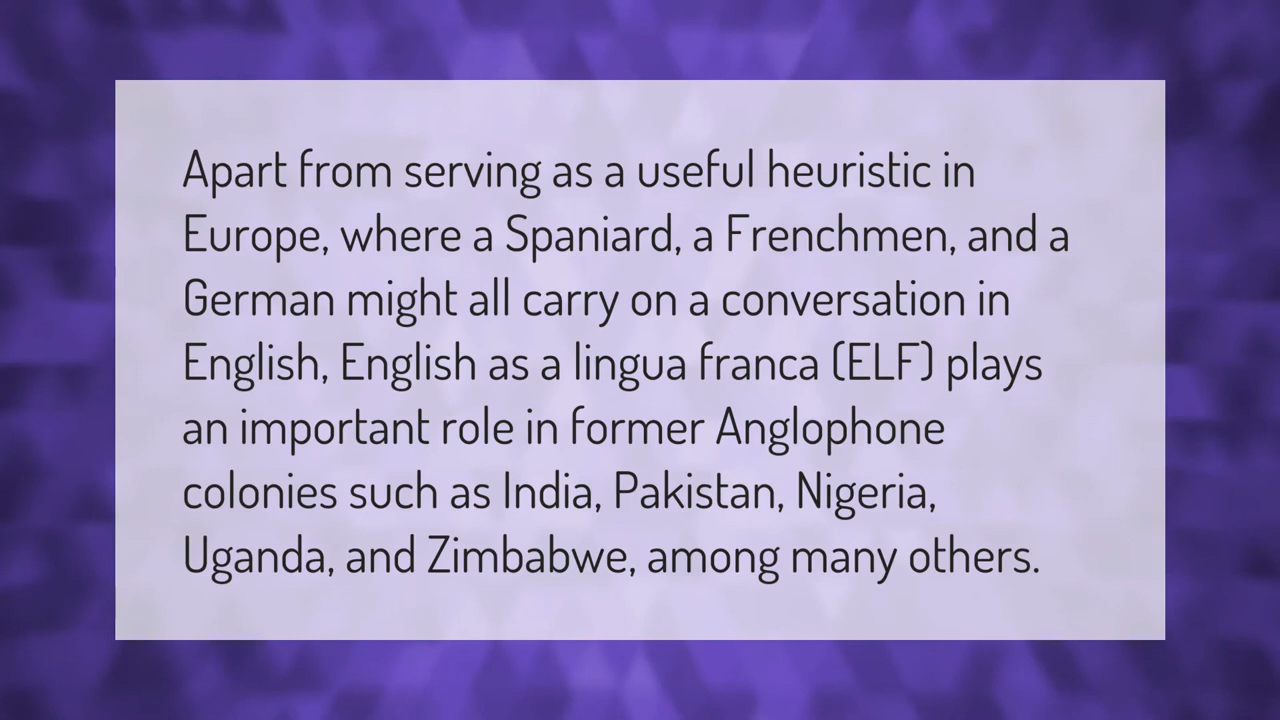 Apart from serving as a useful heuristic in
Europe, where a Spaniard, a Frenchmen, and a
German might all carry on a conversation in
English, English as a lingua franca (ELF) plays
an important role in former Anglophone
colonies such as India, Pakistan, Nigeria,
Uganda, and Zimbabwe, among many others.